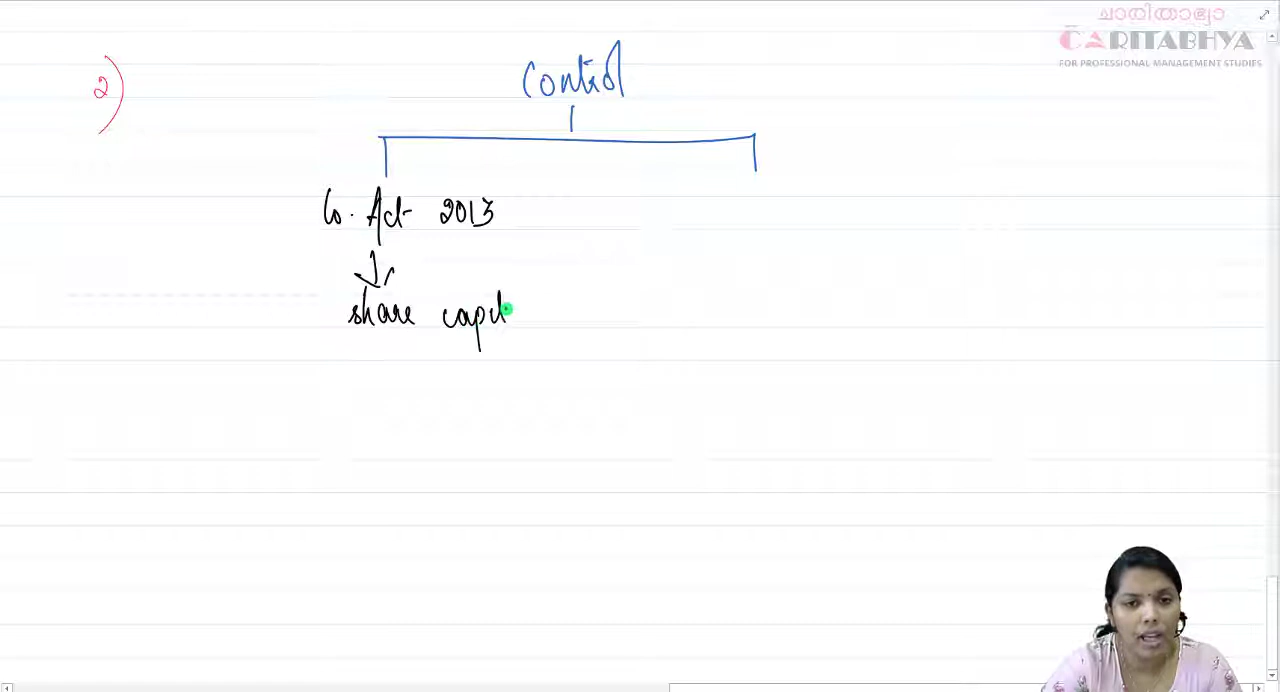 ചാരിതാഭ്യാ
CARITABHYA
FOR PROFESSIONAL MANAGEMENT STUDIES
2)
Control
Co. Act 2013
share capit